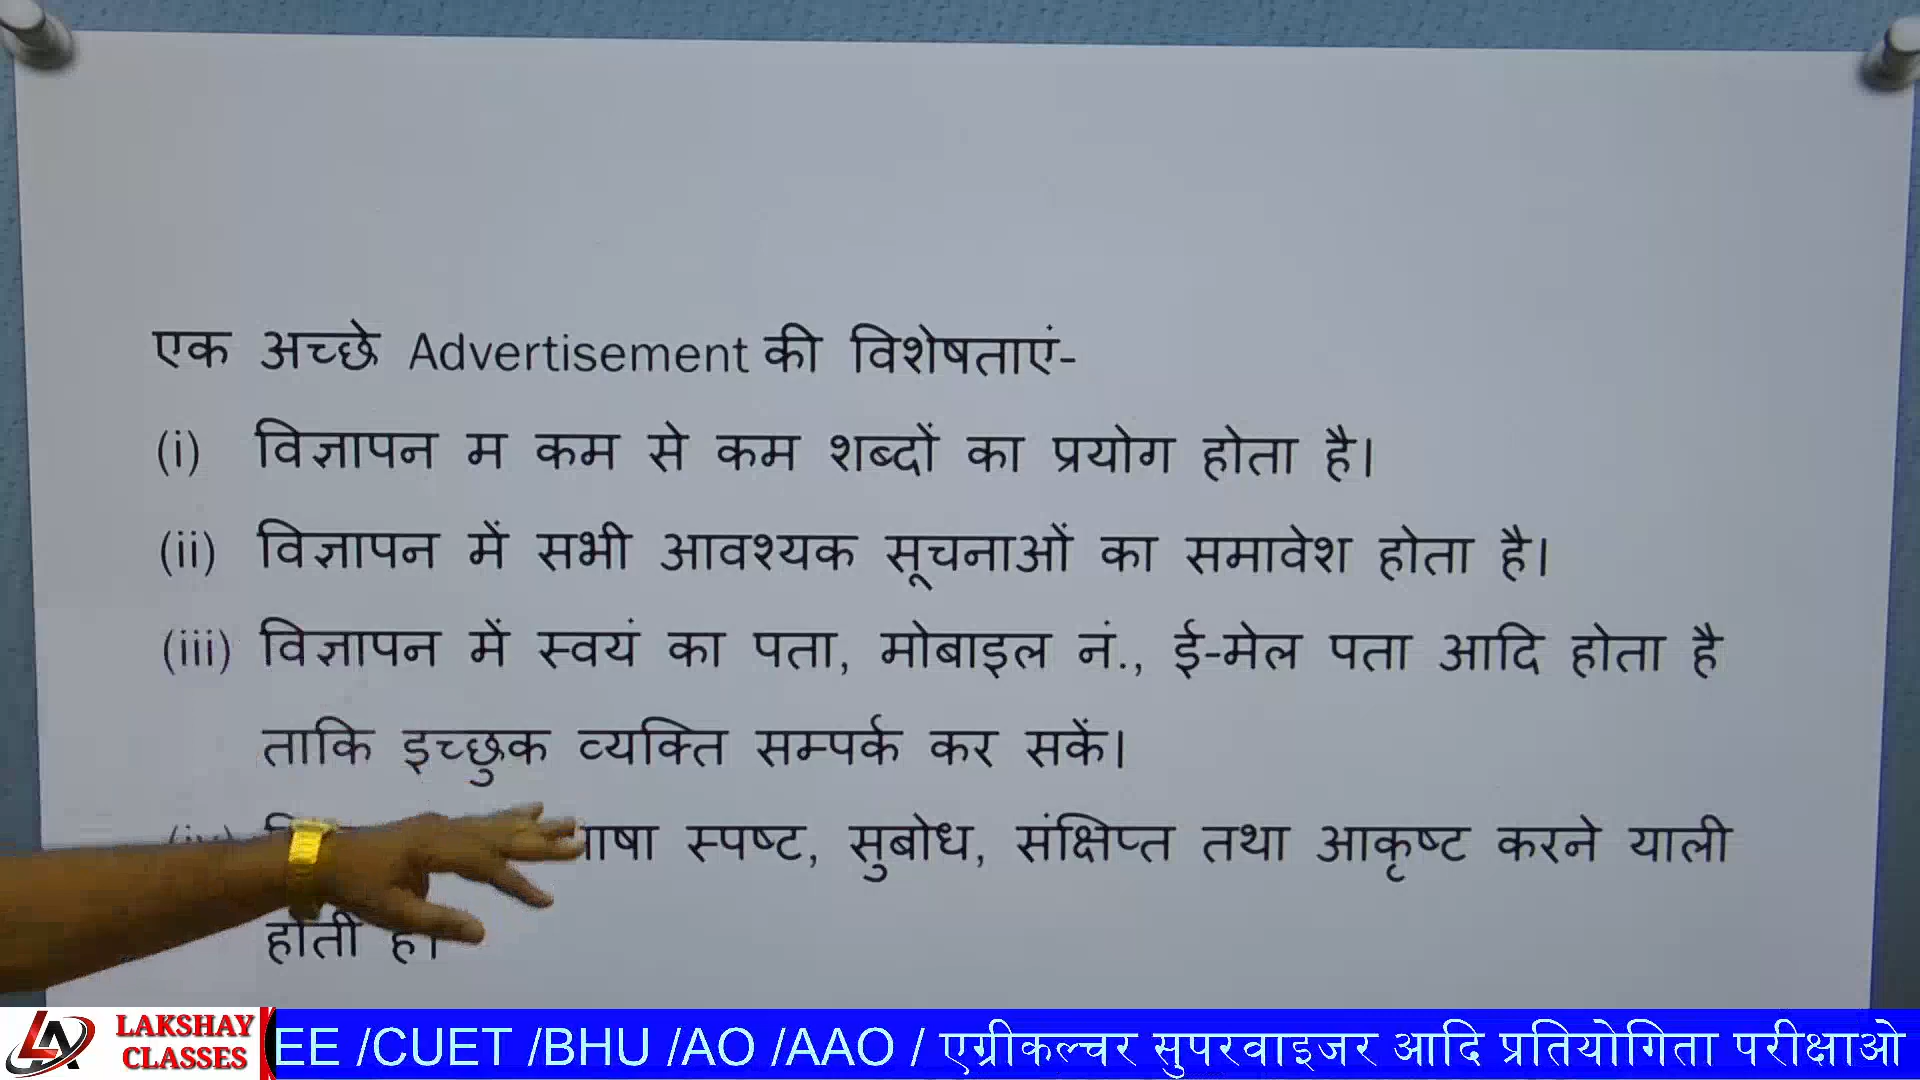 एक अच्छे Advertisement की विशेषताएं-
(i) विज्ञापन म कम से कम शब्दों का प्रयोग होता है।
(ii) विज्ञापन में सभी आवश्यक सूचनाओं का समावेश होता है।
(iii) विज्ञापन में स्वयं का पता, मोबाइल नं., ई-मेल पता आदि होता है
ताकि इच्छुक व्यक्ति सम्पर्क कर सकें।
स्पष्ट, सुबोध, संक्षिप्त तथा आकृष्ट करने याली
होती है।
LAKSHAY
CLASSES
EE /CUET /BHU /AO /AAO / एग्रीकल्चर सुपरवाइजर आदि प्रतियोगिता परीक्षाओ